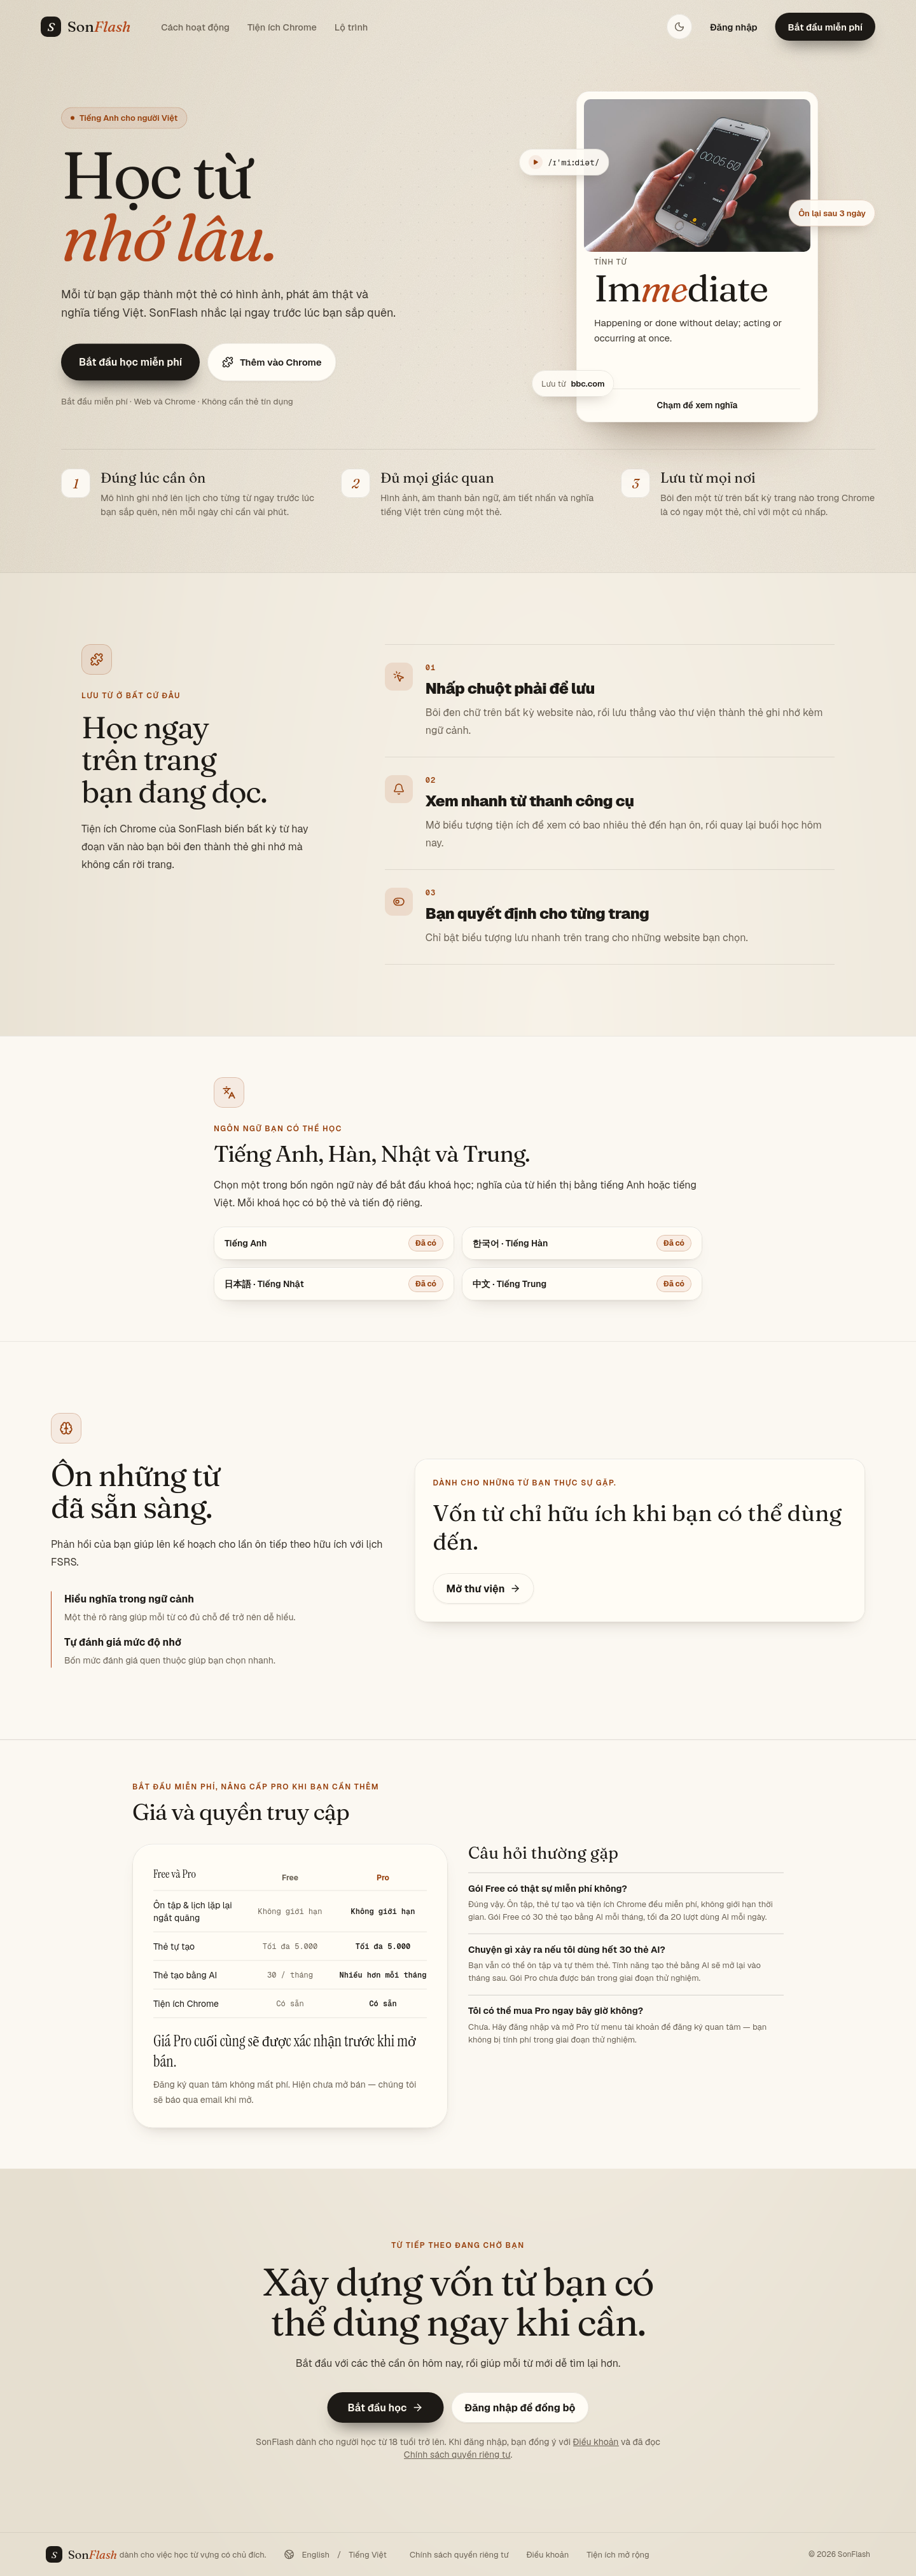 S SonFlash Cách hoạt động Tiện ích Chrome Lộ trình Đăng nhập Bắt đầu miễn phí
Tiếng Anh cho người Việt
Học từ
nhớ lâu.
Mỗi từ bạn gặp thành một thẻ có hình ảnh, phát âm thật và
nghĩa tiếng Việt. SonFlash nhắc lại ngay trước lúc bạn sắp quên.
Bắt đầu học miễn phí
Thêm vào Chrome
Bắt đầu miễn phí · Web và Chrome · Không cần thẻ tín dụng
00:05.60
/ɪˈmiːdiət/
Ôn lại sau 3 ngày
TÍNH TỪ
Immediate
Happening or done without delay; acting or
occurring at once.
Lưu từ bbc.com
Chạm để xem nghĩa
1
Đúng lúc cần ôn
Mô hình ghi nhớ lên lịch cho từng từ ngay trước lúc
bạn sắp quên, nên mỗi ngày chỉ cần vài phút.
2
Đủ mọi giác quan
Hình ảnh, âm thanh bản ngữ, âm tiết nhấn và nghĩa
tiếng Việt trên cùng một thẻ.
3
Lưu từ mọi nơi
Bôi đen một từ trên bất kỳ trang nào trong Chrome
là có ngay một thẻ, chỉ với một cú nhấp.
LƯU TỪ Ở BẤT CỨ ĐÂU
Học ngay
trên trang
bạn đang đọc.
Tiện ích Chrome của SonFlash biến bất kỳ từ hay
đoạn văn nào bạn bôi đen thành thẻ ghi nhớ mà
không cần rời trang.
01
Nhấp chuột phải để lưu
Bôi đen chữ trên bất kỳ website nào, rồi lưu thẳng vào thư viện thành thẻ ghi nhớ kèm
ngữ cảnh.
02
Xem nhanh từ thanh công cụ
Mở biểu tượng tiện ích để xem có bao nhiêu thẻ đến hạn ôn, rồi quay lại buổi học hôm
nay.
03
Bạn quyết định cho từng trang
Chỉ bật biểu tượng lưu nhanh trên trang cho những website bạn chọn.
NGÔN NGỮ BẠN CÓ THỂ HỌC
Tiếng Anh, Hàn, Nhật và Trung.
Chọn một trong bốn ngôn ngữ này để bắt đầu khoá học; nghĩa của từ hiển thị bằng tiếng Anh hoặc tiếng
Việt. Mỗi khoá học có bộ thẻ và tiến độ riêng.
Tiếng Anh Đã có
한국어 · Tiếng Hàn Đã có
日本語 · Tiếng Nhật Đã có
中文 · Tiếng Trung Đã có
Ôn những từ
đã sẵn sàng.
Phản hồi của bạn giúp lên kế hoạch cho lần ôn tiếp theo hữu ích với lịch
FSRS.
Hiểu nghĩa trong ngữ cảnh
Một thẻ rõ ràng giúp mỗi từ có đủ chỗ để trở nên dễ hiểu.
Tự đánh giá mức độ nhớ
Bốn mức đánh giá quen thuộc giúp bạn chọn nhanh.
DÀNH CHO NHỮNG TỪ BẠN THỰC SỰ GẶP.
Vốn từ chỉ hữu ích khi bạn có thể dùng
đến.
Mở thư viện
BẮT ĐẦU MIỄN PHÍ, NÂNG CẤP PRO KHI BẠN CẦN THÊM
Giá và quyền truy cập
Free và Pro Free Pro
Ôn tập & lịch lặp lại
ngắt quãng Không giới hạn Không giới hạn
Thẻ tự tạo Tối đa 5.000 Tối đa 5.000
Thẻ tạo bằng AI 30 / tháng Nhiều hơn mỗi tháng
Tiện ích Chrome Có sẵn Có sẵn
Giá Pro cuối cùng sẽ được xác nhận trước khi mở
bán.
Đăng ký quan tâm không mất phí. Hiện chưa mở bán — chúng tôi
sẽ báo qua email khi mở.
Câu hỏi thường gặp
Gói Free có thật sự miễn phí không?
Đúng vậy. Ôn tập, thẻ tự tạo và tiện ích Chrome đều miễn phí, không giới hạn thời
gian. Gói Free có 30 thẻ tạo bằng AI mỗi tháng, tối đa 20 lượt dùng AI mỗi ngày.
Chuyện gì xảy ra nếu tôi dùng hết 30 thẻ AI?
Bạn vẫn có thể ôn tập và tự thêm thẻ. Tính năng tạo thẻ bằng AI sẽ mở lại vào
tháng sau. Gói Pro chưa được bán trong giai đoạn thử nghiệm.
Tôi có thể mua Pro ngay bây giờ không?
Chưa. Hãy đăng nhập và mở Pro từ menu tài khoản để đăng ký quan tâm — bạn
không bị tính phí trong giai đoạn thử nghiệm.
TỪ TIẾP THEO ĐANG CHỜ BẠN
Xây dựng vốn từ bạn có
thể dùng ngay khi cần.
Bắt đầu với các thẻ cần ôn hôm nay, rồi giúp mỗi từ mới dễ tìm lại hơn.
Bắt đầu học
Đăng nhập để đồng bộ
SonFlash dành cho người học từ 18 tuổi trở lên. Khi đăng nhập, bạn đồng ý với Điều khoản và đã đọc
Chính sách quyền riêng tư.
S SonFlash dành cho việc học từ vựng có chủ đích. English / Tiếng Việt Chính sách quyền riêng tư Điều khoản Tiện ích mở rộng © 2026 SonFlash